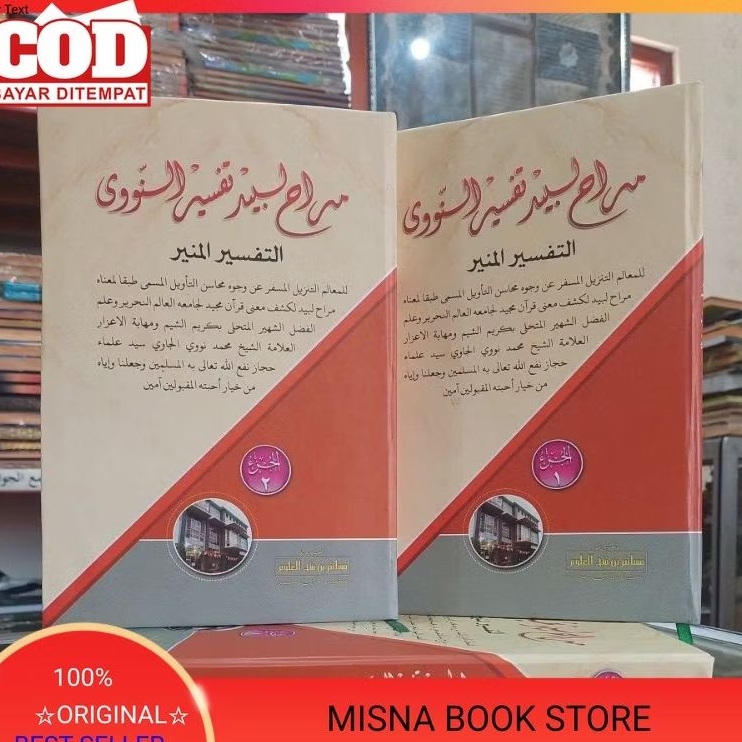 Text
COD
BAYAR DITEMPAT
مراح لبيد تفسير النووى
التفسير المنير
للمعالم التنزيل المسفر عن وجوه محاسن التأويل المسمى طبقا لمعناه
مراح لبيد لكشف معنى قرآن مجيد لجامعه العالم النحرير وعلم
الفضل الشهير المتحلى بكريم الشيم ومهابة الاعزار
العلامة الشيخ محمد نووي الجاوي سيد علماء
حجاز نفع الله تعالى به المسلمين وجعلنا وإياه
من خيار أحبته المقبولين آمين
الجزء
٢
مراح لبيد تفسير النووى
التفسير المنير
للمعالم التنزيل المسفر عن وجوه محاسن التأويل المسمى طبقا لمعناه
مراح لبيد لكشف معنى قرآن مجيد لجامعه العالم النحرير وعلم
الفضل الشهير المتحلى بكريم الشيم ومهابة الاعزار
العلامة الشيخ محمد نووي الجاوي سيد علماء
حجاز نفع الله تعالى به المسلمين وجعلنا وإياه
من خيار أحبته المقبولين آمين
الجزء
١
100%
☆ORIGINAL☆
BEST SELLER
MISNA BOOK STORE